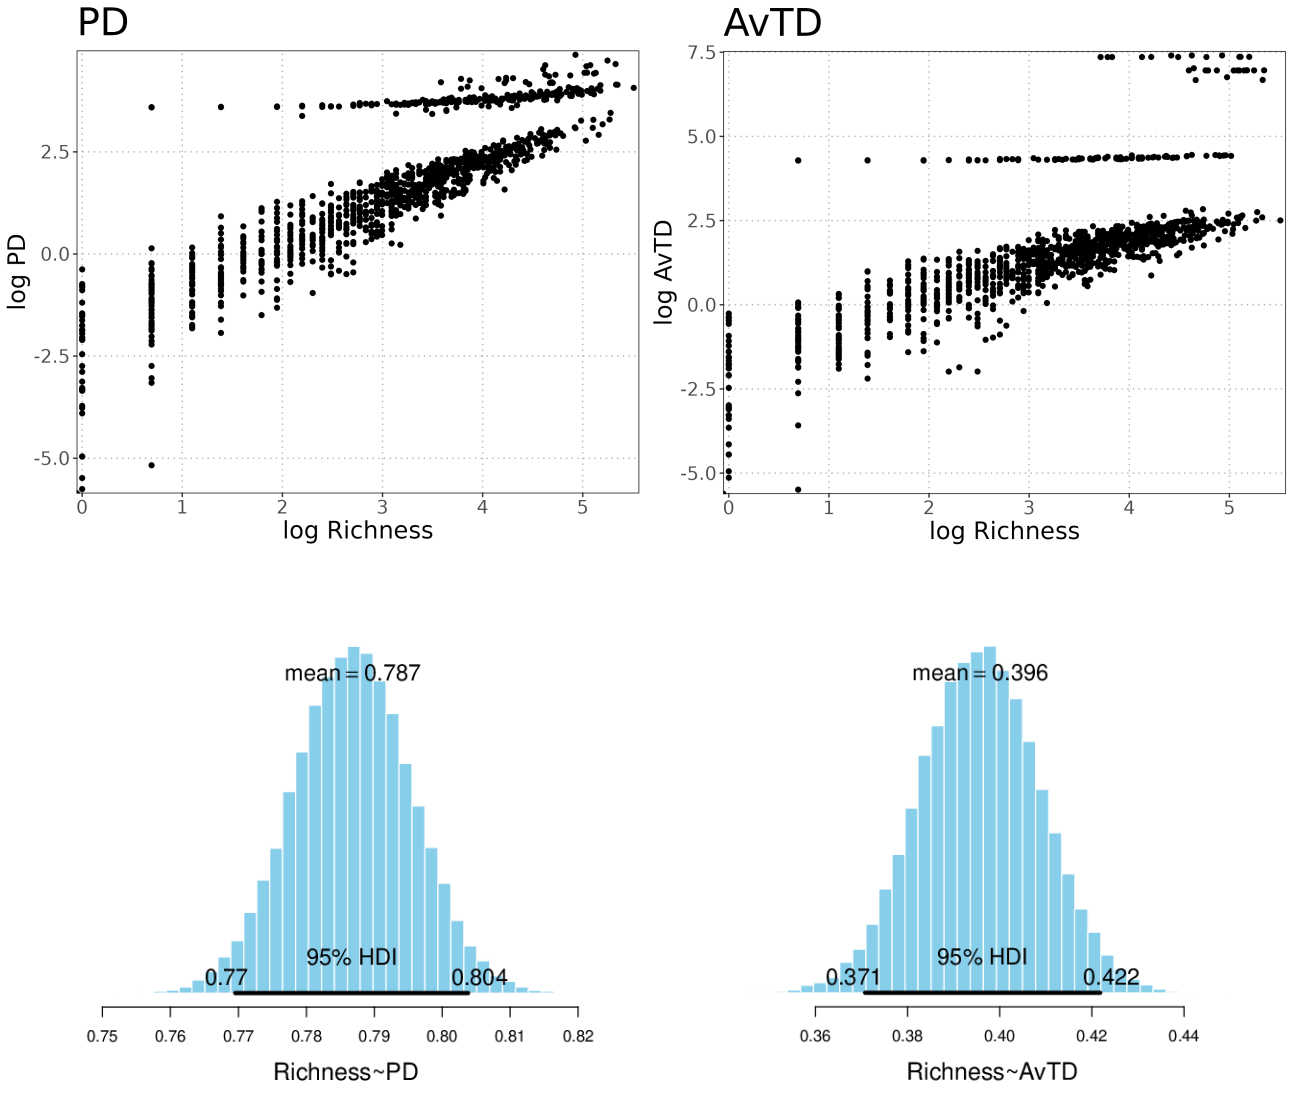 PD
log PD
2.5
0.0
-2.5
-5.0
0 1 2 3 4 5
log Richness
AvTD
log AvTD
7.5
5.0
2.5
0.0
-2.5
-5.0
0 1 2 3 4 5
log Richness
mean = 0.787
95% HDI
0.77 0.804
0.75 0.76 0.77 0.78 0.79 0.80 0.81 0.82
Richness~PD
mean = 0.396
95% HDI
0.371 0.422
0.36 0.38 0.40 0.42 0.44
Richness~AvTD